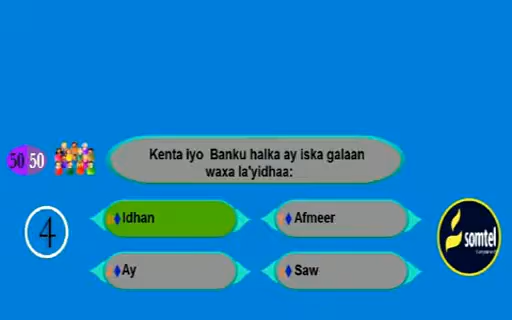 50 50
Kenta iyo Banku halka ay iska galaan
waxa la'yidhaa:
4
Idhan
Afmeer
Ay
Saw
somtel